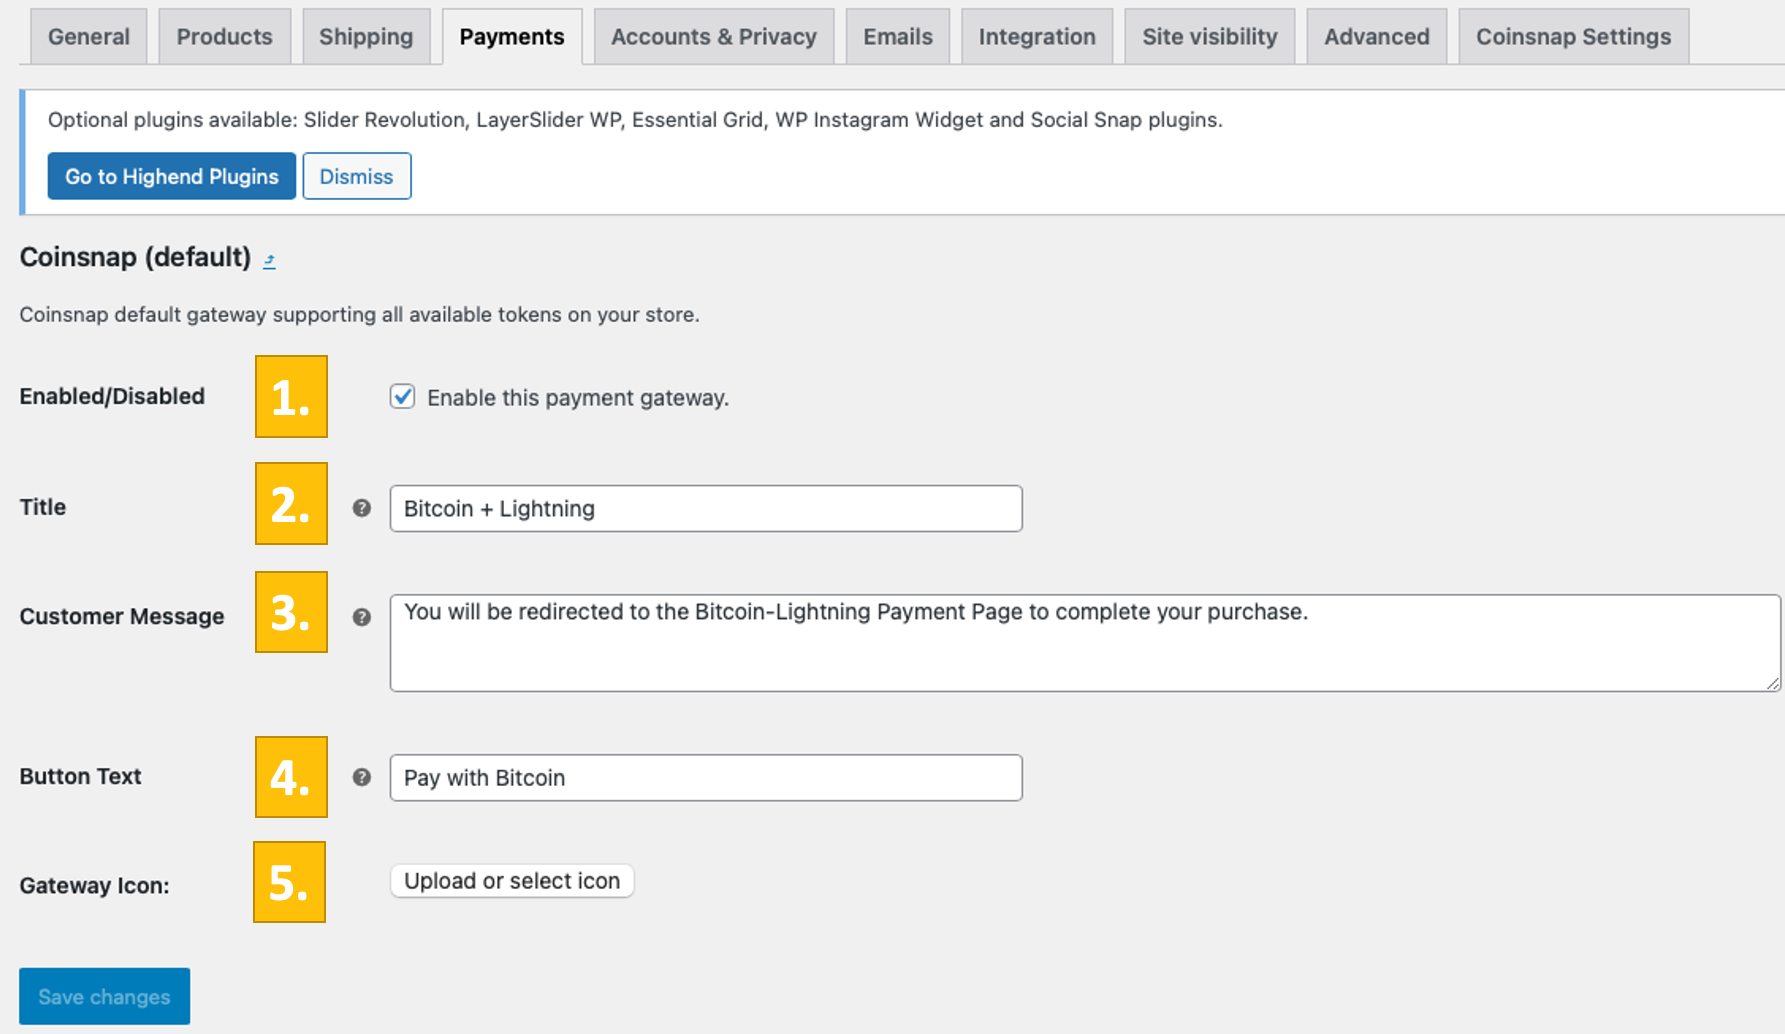 General Products Shipping Payments Accounts & Privacy Emails Integration Site visibility Advanced Coinsnap Settings
Optional plugins available: Slider Revolution, LayerSlider WP, Essential Grid, WP Instagram Widget and Social Snap plugins.
Go to Highend Plugins Dismiss
Coinsnap (default)
Coinsnap default gateway supporting all available tokens on your store.
Enabled/Disabled 1. Enable this payment gateway.
Title 2. ? Bitcoin + Lightning
Customer Message 3. ? You will be redirected to the Bitcoin-Lightning Payment Page to complete your purchase.
Button Text 4. ? Pay with Bitcoin
Gateway Icon: 5. Upload or select icon
Save changes